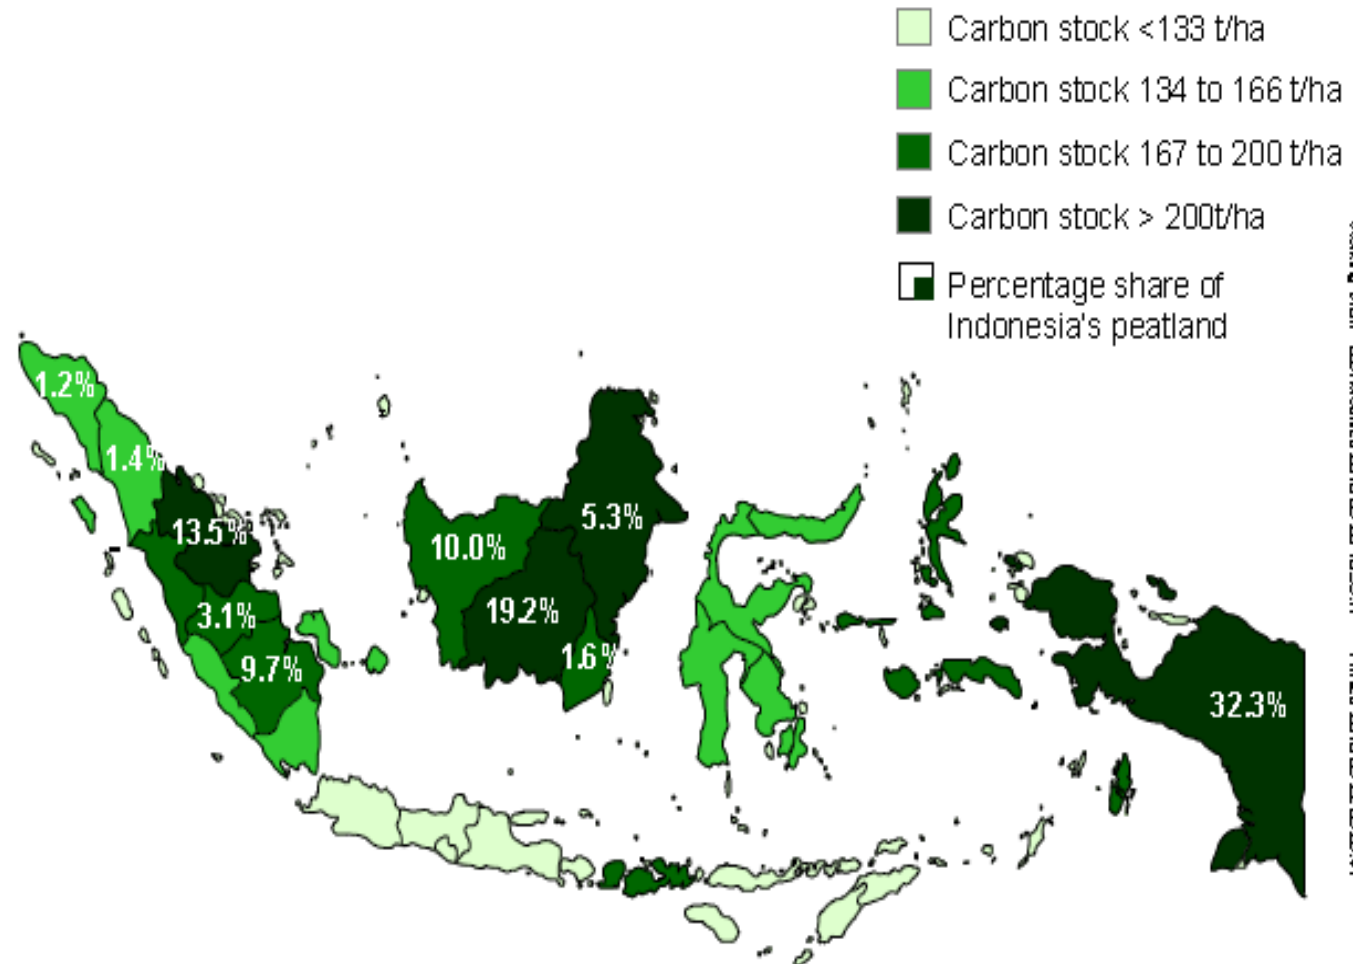 Carbon stock <133 t/ha
Carbon stock 134 to 166 t/ha
Carbon stock 167 to 200 t/ha
Carbon stock > 200t/ha
Percentage share of
Indonesia's peatland
1.2%
1.4%
13.5%
3.1%
9.7%
10.0%
19.2%
5.3%
1.6%
32.3%